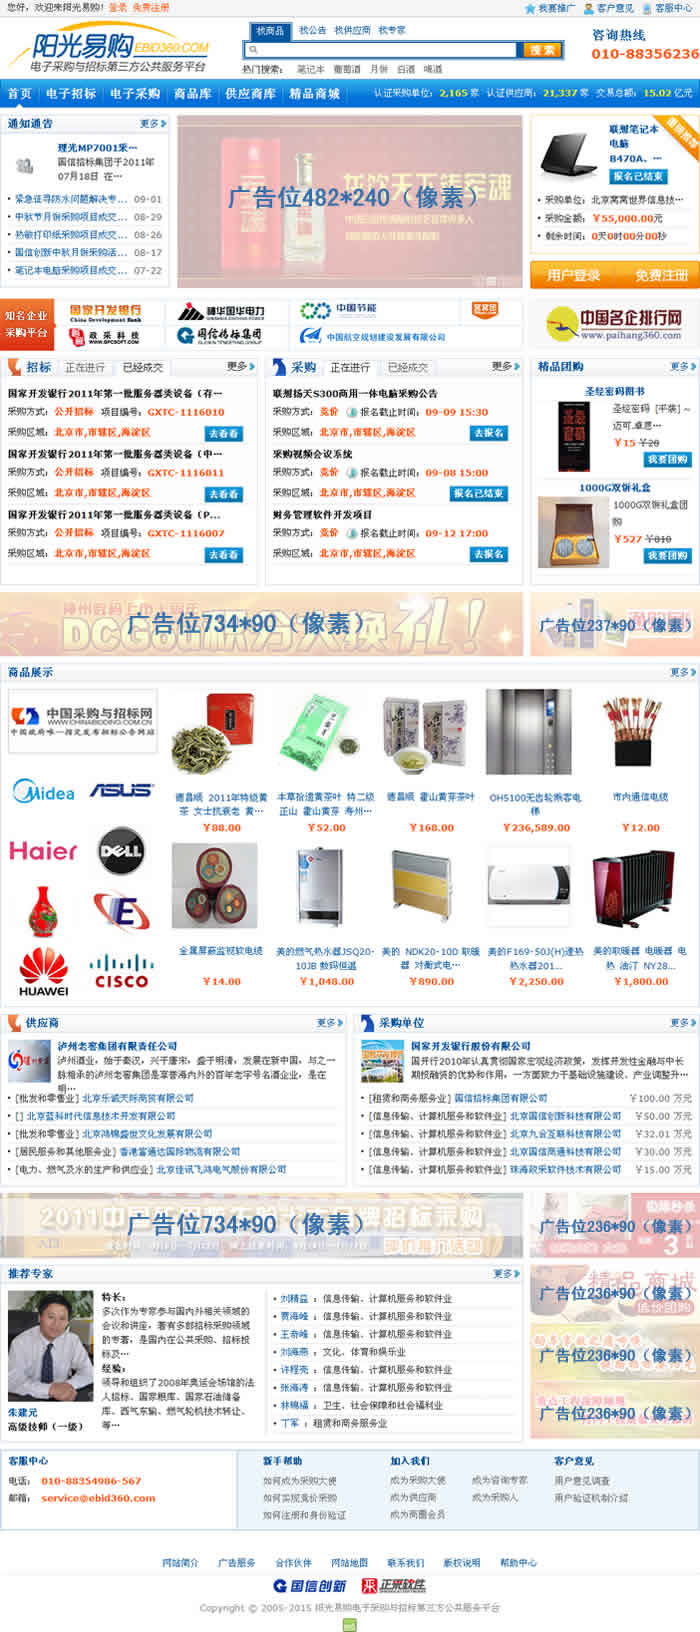 您好，欢迎来阳光易购! 登录 免费注册
我要推广 客户意见 客服中心
阳光易购 EBID360.COM
电子采购与招标第三方公共服务平台
找商品 找公告 找供应商 找专家
搜索
热门搜索： 笔记本 葡萄酒 月饼 白酒 啤酒
咨询热线
010-88356236
首页 电子招标 电子采购 商品库 供应商库 精品商城
认证采购单位：2,165 家 认证供应商：21,337 家 交易总额：15.02 亿元
通知通告 更多
理光MP7001采…
国信招标集团于2011年
07月18日 在…
紧急征寻防水问题解决专... 09-01
中秋节月饼采购项目成交... 08-29
热敏打印纸采购项目成交... 08-26
国信创新中秋月饼采购活... 08-17
笔记本电脑采购项目成交... 07-22
广告位482*240（像素）
联想笔记本
电脑
B470A、…
报名已结束
采购单位：北京寓寓世界信息技…
采购金额：￥55,000.00元
剩余时间：0天0时00分00秒
用户登录 免费注册
知名企业
采购平台
国家开发银行
神华国华电力
中国节能
政采科技
国信招标集团
中国航空规划建设发展有限公司
中国名企排行网
www.paihang360.com
招标 正在进行 已经成交 更多
国家开发银行2011年第一批服务器类设备（存…
采购方式：公开招标 项目编号：GXTC-1116010
采购区域：北京市,市辖区,海淀区 去看看
国家开发银行2011年第一批服务器类设备（中…
采购方式：公开招标 项目编号：GXTC-1116011
采购区域：北京市,市辖区,海淀区 去看看
国家开发银行2011年第一批服务器类设备（P...
采购方式：公开招标 项目编号：GXTC-1116007
采购区域：北京市,市辖区,海淀区 去看看
采购 正在进行 已经成交 更多
联想扬天S300商用一体电脑采购公告
采购方式：竞价 报名截止时间：09-09 15:30
采购区域：北京市,市辖区,海淀区 去报名
采购视频会议系统
采购方式：竞价 报名截止时间：09-08 15:00
采购区域：北京市,市辖区,海淀区 报名已结束
财务管理软件开发项目
采购方式：竞价 报名截止时间：09-12 17:00
采购区域：北京市,市辖区,海淀区 去报名
精品团购 更多
圣经密码图书
圣经密码 [平装] ~
迈可.卓思…
￥15 ￥20
我要团购
1000G双饼礼盒
1000G双饼礼盒团
购
￥527 ￥810
我要团购
广告位734*90（像素）
广告位237*90（像素）
商品展示 更多
中国采购与招标网
WWW.CHINABIDDING.COM.CN
中国政府唯一指定发布招标公告网站
Midea ASUS
Haier DELL
HUAWEI CISCO
德昌顺 2011年特级黄
茶 女士抗衰老 黄…
￥88.00
本草拾遗黄茶叶 特二级
正山 霍山黄芽 寿州…
￥52.00
德昌顺 霍山黄芽茶叶
￥168.00
OH5100无齿轮乘客电
梯
￥236,589.00
市内通信电缆
￥12.00
金属屏蔽监视软电缆
￥14.00
美的燃气热水器JSQ20-
10JB 数码恒温
￥1,048.00
美的 NDK20-10D 取暖
器 对衡式电…
￥890.00
美的F169-50J(H)速热
热水器201...
￥2,250.00
美的取暖器 电暖器 电
热 油汀 NY28...
￥1,800.00
供应商 更多
泸州老窖集团有限责任公司
泸州酒业，始于秦汉，兴于唐宋，盛于明清，发展在新中国，与之一
脉相承的泸州老窖集团是享誉海内外的百年老字号名酒企业，是在
明…
[批发和零售业] 北京乐诚天际商贸有限公司
[] 北京蓝科时代信息技术开发有限公司
[批发和零售业] 北京鸿锦盛世文化发展有限公司
[居民服务和其他服务业] 香港富通达国际物流有限公司
[电力、燃气及水的生产和供应业] 北京佳讯飞鸿电气股份有限公司
采购单位 更多
国家开发银行股份有限公司
国开行2010年认真贯彻国家宏观经济政策，发挥开发性金融与中长
期投融资的优势和作用，一方面致力于基础设施建设、产业调整升…
[租赁和商务服务业] 国信招标集团有限公司 ￥100.00 万元
[信息传输、计算机服务和软件业] 北京国信创新科技有限公司 ￥50.00 万元
[信息传输、计算机服务和软件业] 北京九合互联科技有限公司 ￥32.01 万元
[信息传输、计算机服务和软件业] 北京国信商通科技有限公司 ￥30.00 万元
[信息传输、计算机服务和软件业] 珠海政采软件技术有限公司 ￥15.00 万元
广告位734*90（像素）
广告位236*90（像素）
广告位236*90（像素）
广告位236*90（像素）
广告位236*90（像素）
推荐专家 更多
特长：
多次作为专家参与国内外相关领域的
会议和讲座，著有多部招标采购领域
的专著，是国内在公共采购、招标投
标及…
经验：
领导和组织了2008年奥运会场馆的法
人招标、国家粮库、国家石油储备
库、西气东输、燃气轮机技术转让、
等…
朱建元
高级技师（一级）
刘精益：信息传输、计算机服务和软件业
贾海峰：信息传输、计算机服务和软件业
王奇峰：信息传输、计算机服务和软件业
刘海燕：文化、体育和娱乐业
许程亮：信息传输、计算机服务和软件业
张海涛：信息传输、计算机服务和软件业
林锦福：卫生、社会保障和社会福利业
丁军：租赁和商务服务业
客服中心
电话：010-88354986-567
邮箱：service@ebid360.com
新手帮助
如何成为采购大使
如何实现竞价采购
如何注册和身份验证
加入我们
成为采购大使 成为咨询专家
成为供应商 成为采购人
成为商圈会员
客户意见
用户意见调查
用户验证机制介绍
网站简介 广告服务 合作伙伴 网站地图 联系我们 版权说明 帮助中心
国信创新 正采软件
Copyright © 2005-2015 阳光易购电子采购与招标第三方公共服务平台